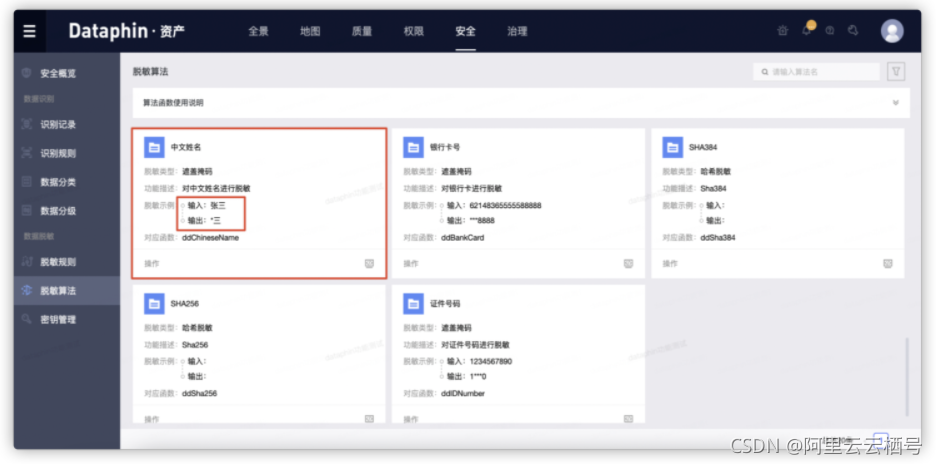 Dataphin · 资产
全景
地图
质量
权限
安全
治理
安全概览
数据识别
识别记录
识别规则
数据分类
数据分级
数据脱敏
脱敏规则
脱敏算法
密钥管理
脱敏算法
请输入算法名
算法函数使用说明
中文姓名
脱敏类型: 遮盖掩码
功能描述: 对中文姓名进行脱敏
脱敏示例: 输入: 张三
输出: *三
对应函数: ddChineseName
操作
银行卡号
脱敏类型: 遮盖掩码
功能描述: 对银行卡进行脱敏
脱敏示例: 输入: 62148365555588888
输出: ***8888
对应函数: ddBankCard
操作
SHA384
脱敏类型: 哈希脱敏
功能描述: Sha384
脱敏示例: 输入:
输出:
对应函数: ddSha384
操作
SHA256
脱敏类型: 哈希脱敏
功能描述: Sha256
脱敏示例: 输入:
输出:
对应函数: ddSha256
操作
证件号码
脱敏类型: 遮盖掩码
功能描述: 对证件号码进行脱敏
脱敏示例: 输入: 1234567890
输出: 1***0
对应函数: ddIDNumber
操作
CSDN @阿里云云栖号